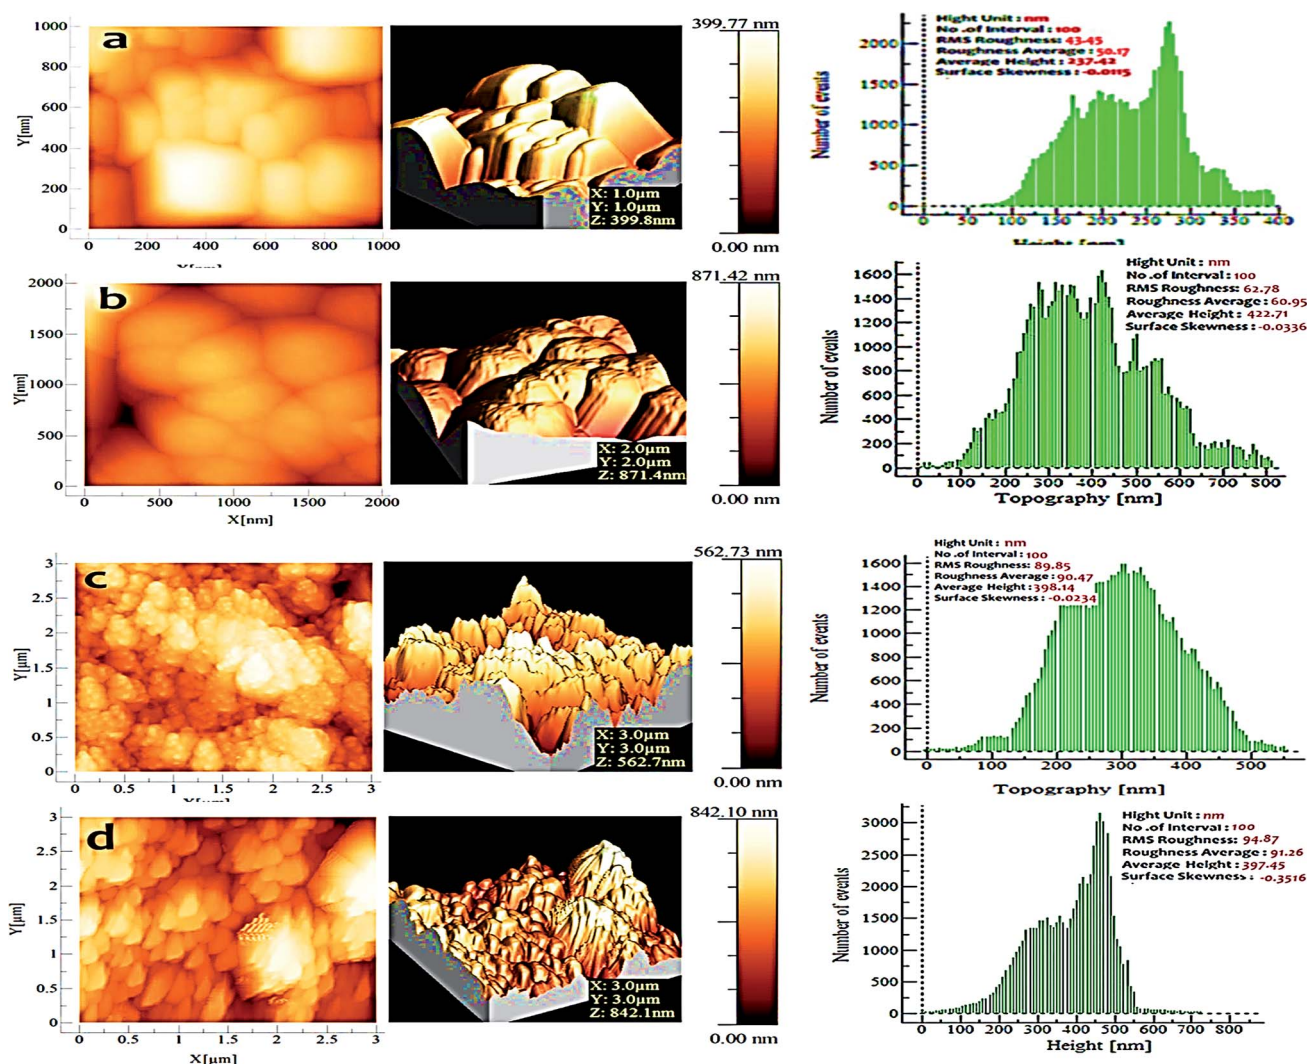 a
Y[nm]
1000
800
600
400
200
0
0 200 400 600 800 1000
X[nm]
399.77 nm
0.00 nm
X: 1.0µm
Y: 1.0µm
Z: 399.8nm
Hight Unit : nm
No .of Interval : 100
RMS Roughness: 43.45
Roughness Average : 50.17
Average Height : 237.42
Surface Skewness : -0.0115
Number of events
2000
1500
1000
500
0
0 50 100 150 200 250 300 350 400
Height [nm]
b
Y[nm]
2000
1500
1000
500
0
0 500 1000 1500 2000
X[nm]
871.42 nm
0.00 nm
X: 2.0µm
Y: 2.0µm
Z: 871.4nm
Hight Unit : nm
No .of Interval : 100
RMS Roughness: 62.78
Roughness Average : 60.95
Average Height : 422.71
Surface Skewness : -0.0336
Number of events
1600
1400
1200
1000
800
600
400
200
0
0 100 200 300 400 500 600 700 800
Topography [nm]
c
Y[µm]
3
2.5
2
1.5
1
0.5
0
0 0.5 1 1.5 2 2.5 3
X[µm]
562.73 nm
0.00 nm
X: 3.0µm
Y: 3.0µm
Z: 562.7nm
Hight Unit : nm
No .of Interval : 100
RMS Roughness: 89.85
Roughness Average : 90.47
Average Height : 398.14
Surface Skewness : -0.0234
Number of events
1600
1400
1200
1000
800
600
400
200
0
0 100 200 300 400 500
Topography [nm]
d
Y[µm]
3
2.5
2
1.5
1
0.5
0
0 0.5 1 1.5 2 2.5 3
X[µm]
842.10 nm
0.00 nm
X: 3.0µm
Y: 3.0µm
Z: 842.1nm
Hight Unit : nm
No .of Interval : 100
RMS Roughness: 94.87
Roughness Average : 91.26
Average Height : 397.45
Surface Skewness : -0.3516
Number of events
3000
2500
2000
1500
1000
500
0
0 100 200 300 400 500 600 700 800
Height [nm]